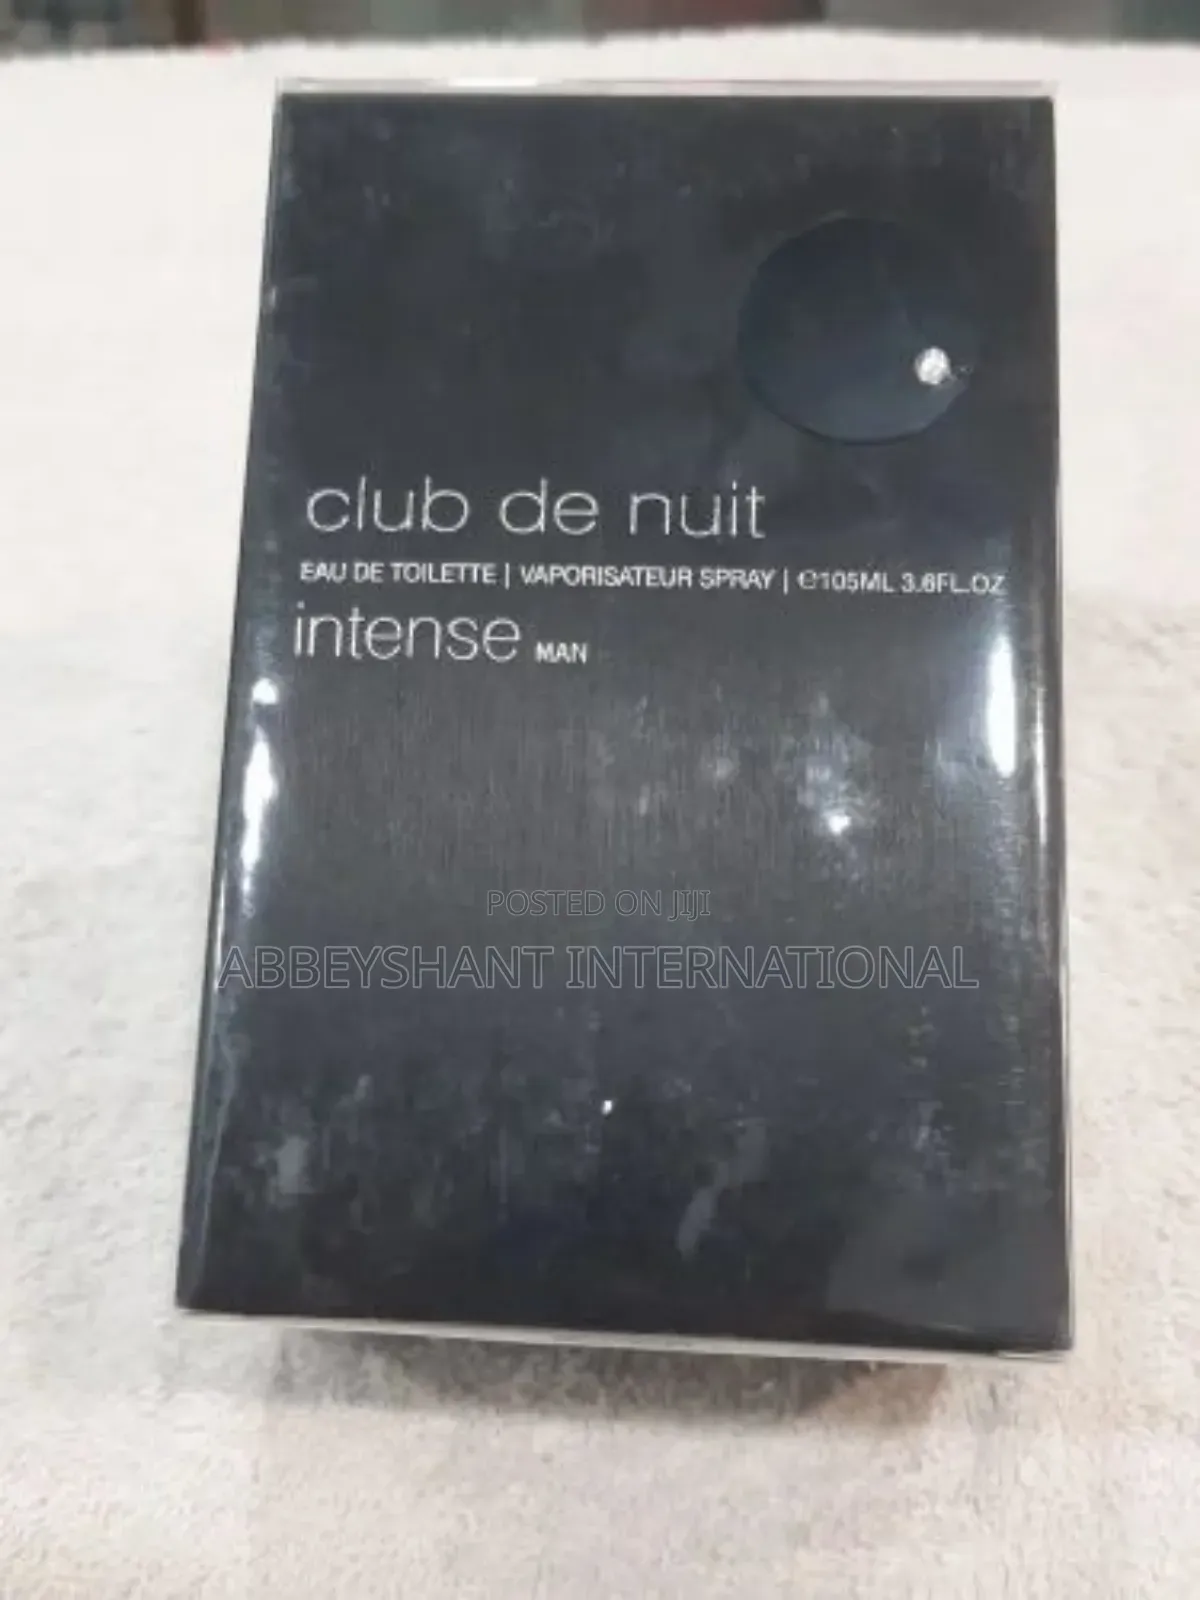 club de nuit
EAU DE TOILETTE | VAPORISATEUR SPRAY | ℮105ML 3.6FL.OZ
intense MAN
POSTED ON JIJI
ABBEYSHANT INTERNATIONAL